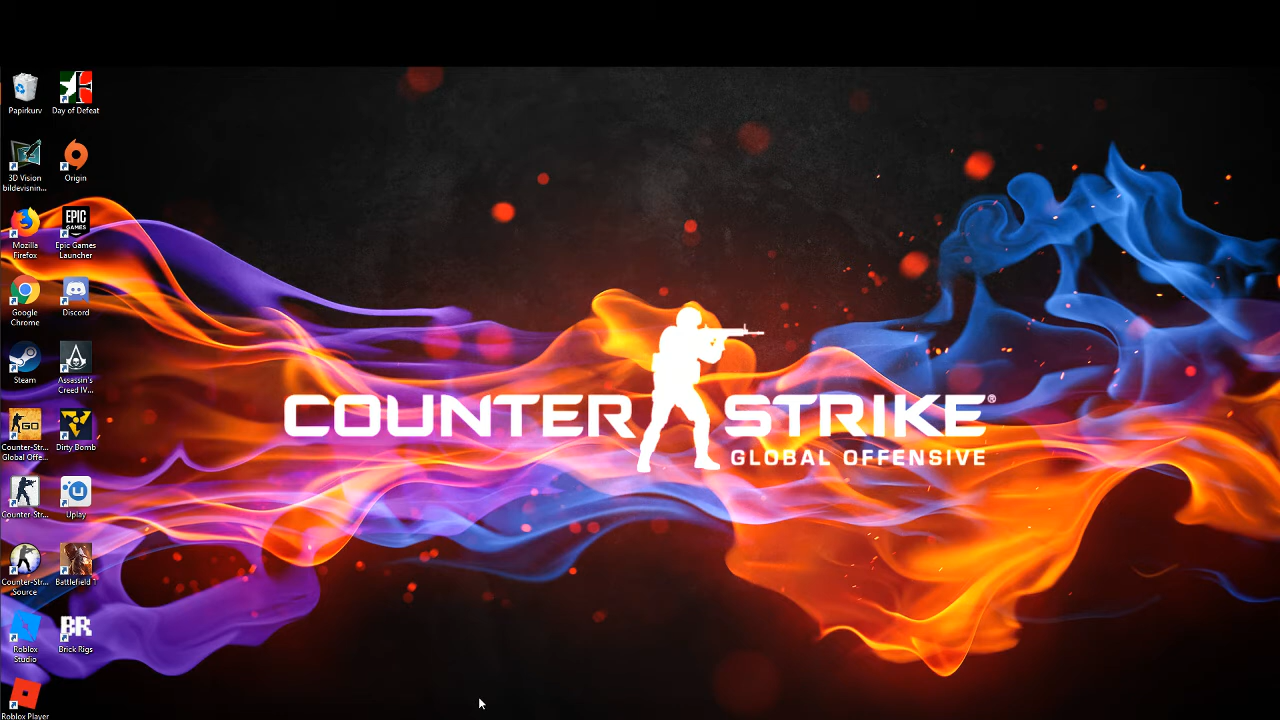 Papirkurv
Day of Defeat
3D Vision
bildevisnin...
Origin
Mozilla
Firefox
EPIC
GAMES
Epic Games
Launcher
Google
Chrome
Discord
Steam
Assassin's
Creed IV...
GO
Counter-Str...
Global Offe...
Dirty Bomb
Counter-Str...
Uplay
Counter-Str...
Source
Battlefield 1
Roblox
Studio
BR
Brick Rigs
Roblox Player
COUNTER STRIKE®
GLOBAL OFFENSIVE